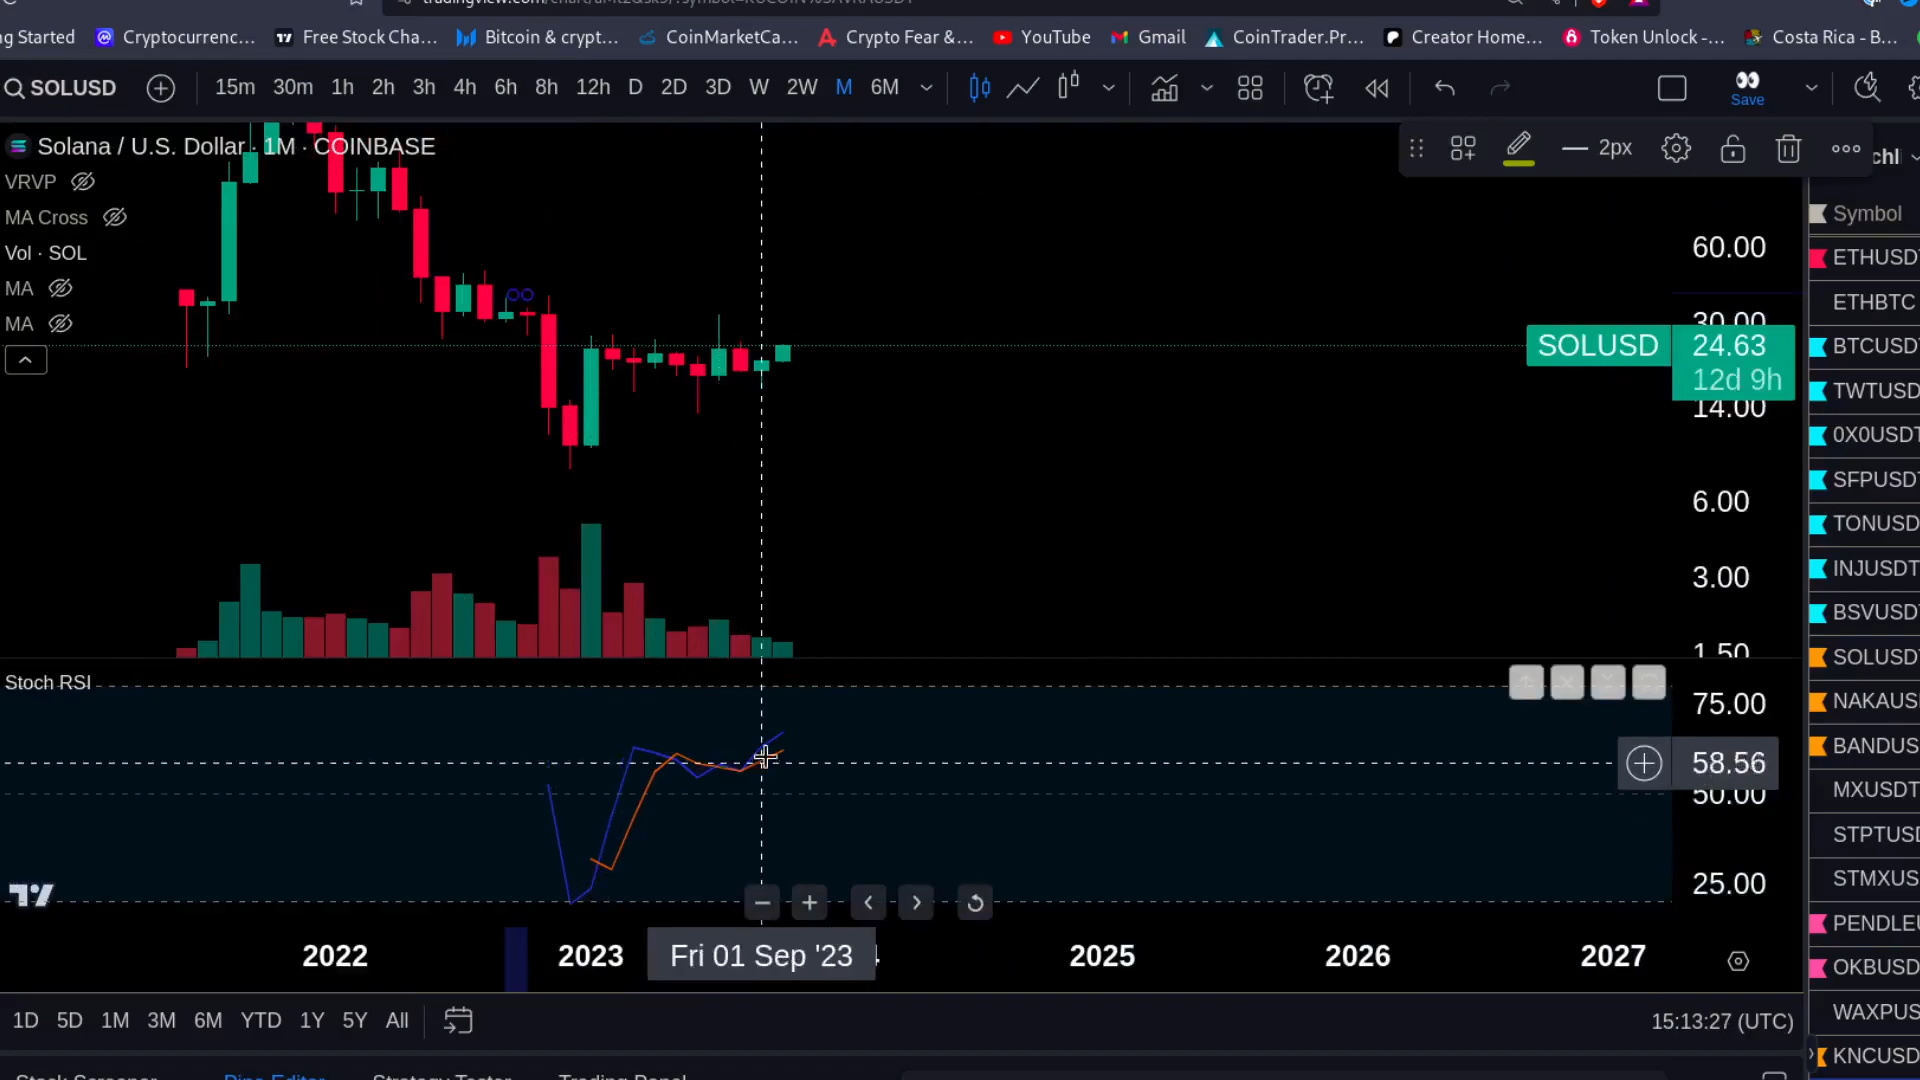 ng Started Cryptocurrenc... Free Stock Cha... Bitcoin & crypt... CoinMarketCa... Crypto Fear &... YouTube Gmail CoinTrader.Pr... Creator Home... Token Unlock -... Costa Rica - B...
SOLUSD 15m 30m 1h 2h 3h 4h 6h 8h 12h D 2D 3D W 2W M 6M Save
Solana / U.S. Dollar · 1M · COINBASE
2px
VRVP
MA Cross
Vol · SOL
MA
MA
60.00
30.00
SOLUSD 24.63
12d 9h
14.00
6.00
3.00
1.50
Stoch RSI
75.00
58.56
50.00
25.00
2022 2023 Fri 01 Sep '23 2025 2026 2027
1D 5D 1M 3M 6M YTD 1Y 5Y All
15:13:27 (UTC)
Symbol
ETHUSD
ETHBTC
BTCUSD
TWTUSD
0X0USDT
SFPUSDT
TONUSD
INJUSDT
BSVUSD
SOLUSD
NAKAUS
BANDUS
MXUSDT
STPTUSD
STMXUS
PENDLE
OKBUSD
WAXPUS
KNCUSD
Pine Editor Strategy Tester Trading Panel